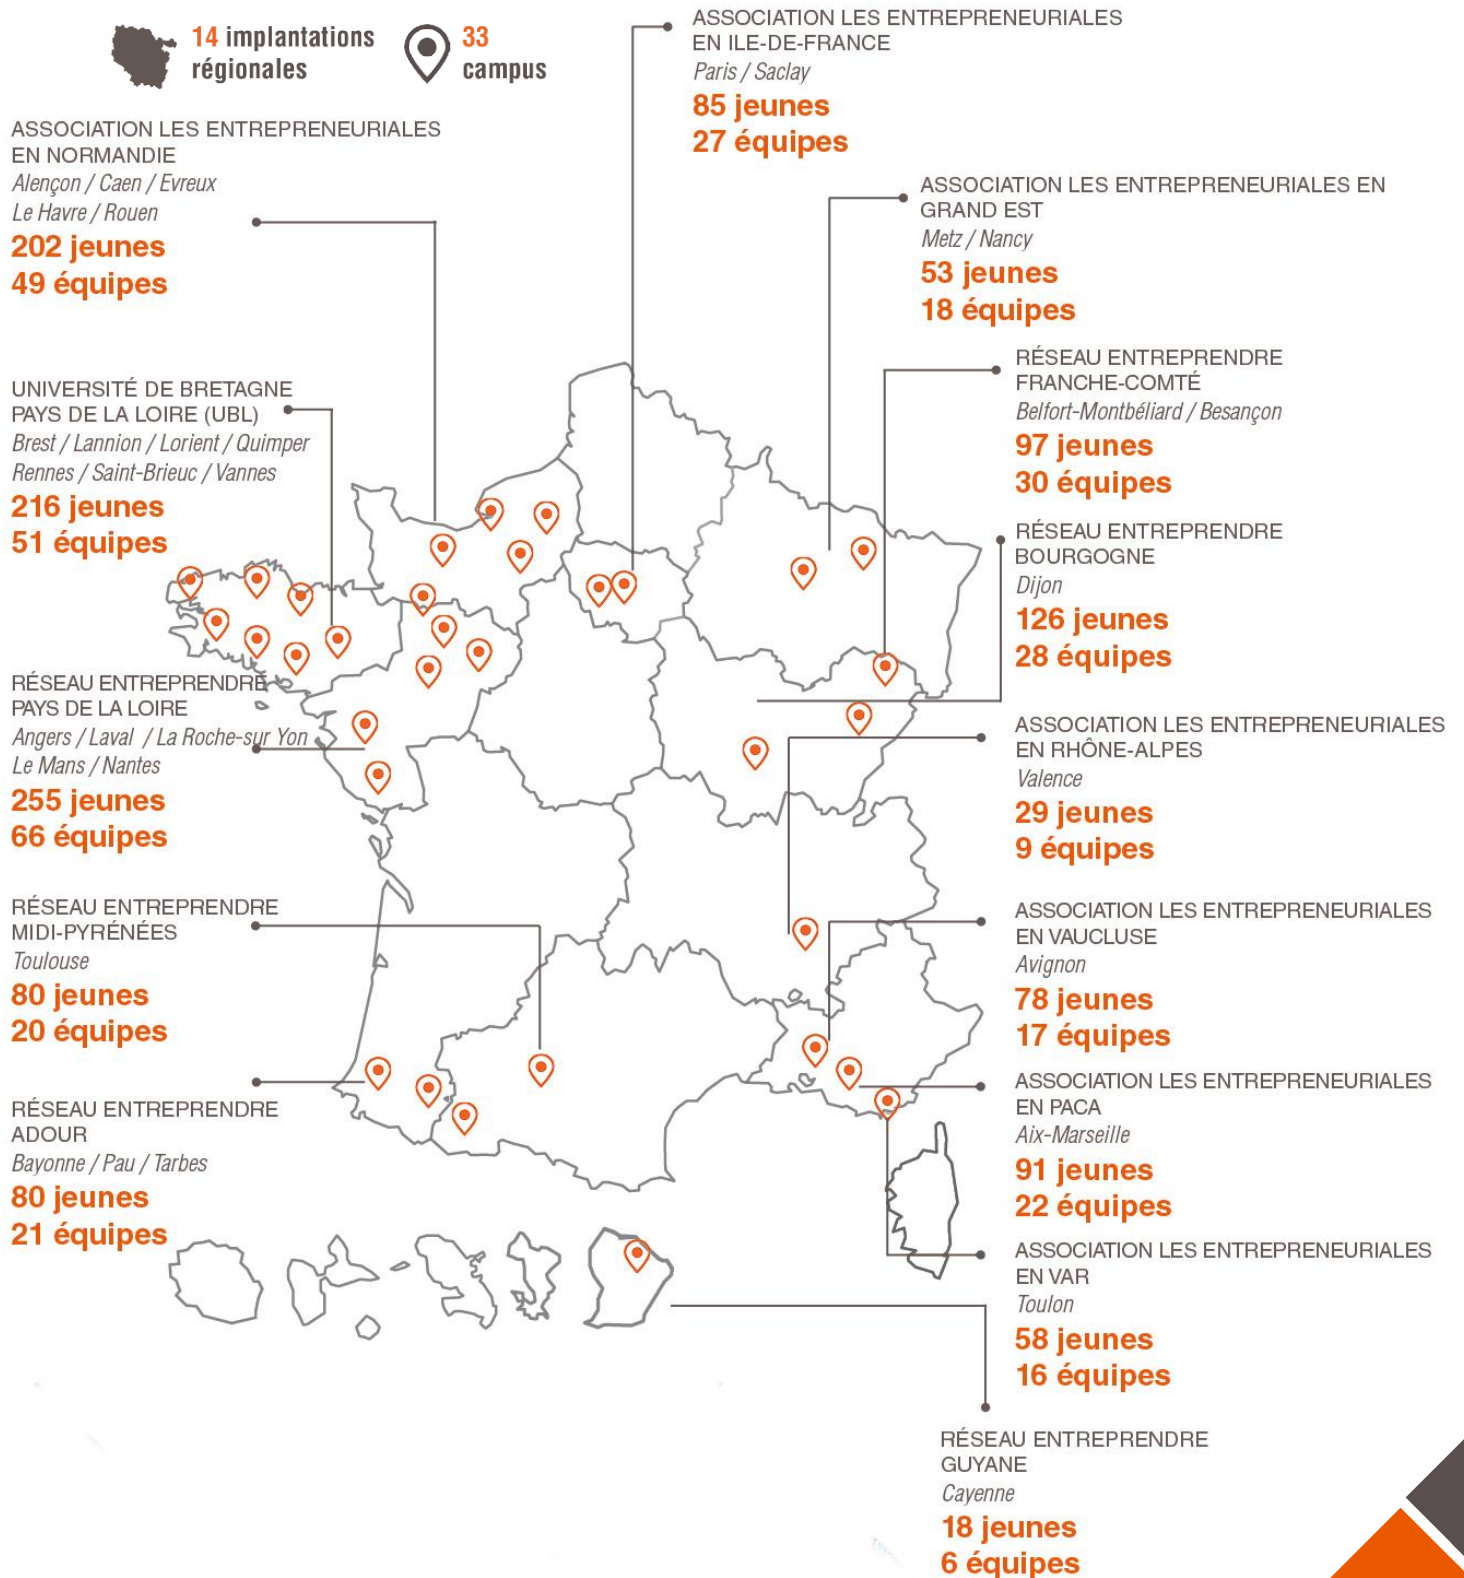 14 implantations
régionales
33
campus
ASSOCIATION LES ENTREPRENEURIALES
EN ILE-DE-FRANCE
Paris / Saclay
85 jeunes
27 équipes
ASSOCIATION LES ENTREPRENEURIALES
EN NORMANDIE
Alençon / Caen / Evreux
Le Havre / Rouen
202 jeunes
49 équipes
ASSOCIATION LES ENTREPRENEURIALES EN
GRAND EST
Metz / Nancy
53 jeunes
18 équipes
UNIVERSITÉ DE BRETAGNE
PAYS DE LA LOIRE (UBL)
Brest / Lannion / Lorient / Quimper
Rennes / Saint-Brieuc / Vannes
216 jeunes
51 équipes
RÉSEAU ENTREPRENDRE
FRANCHE-COMTÉ
Belfort-Montbéliard / Besançon
97 jeunes
30 équipes
RÉSEAU ENTREPRENDRE
BOURGOGNE
Dijon
126 jeunes
28 équipes
RÉSEAU ENTREPRENDRE
PAYS DE LA LOIRE
Angers / Laval / La Roche-sur Yon
Le Mans / Nantes
255 jeunes
66 équipes
ASSOCIATION LES ENTREPRENEURIALES
EN RHÔNE-ALPES
Valence
29 jeunes
9 équipes
RÉSEAU ENTREPRENDRE
MIDI-PYRÉNÉES
Toulouse
80 jeunes
20 équipes
ASSOCIATION LES ENTREPRENEURIALES
EN VAUCLUSE
Avignon
78 jeunes
17 équipes
RÉSEAU ENTREPRENDRE
ADOUR
Bayonne / Pau / Tarbes
80 jeunes
21 équipes
ASSOCIATION LES ENTREPRENEURIALES
EN PACA
Aix-Marseille
91 jeunes
22 équipes
ASSOCIATION LES ENTREPRENEURIALES
EN VAR
Toulon
58 jeunes
16 équipes
RÉSEAU ENTREPRENDRE
GUYANE
Cayenne
18 jeunes
6 équipes